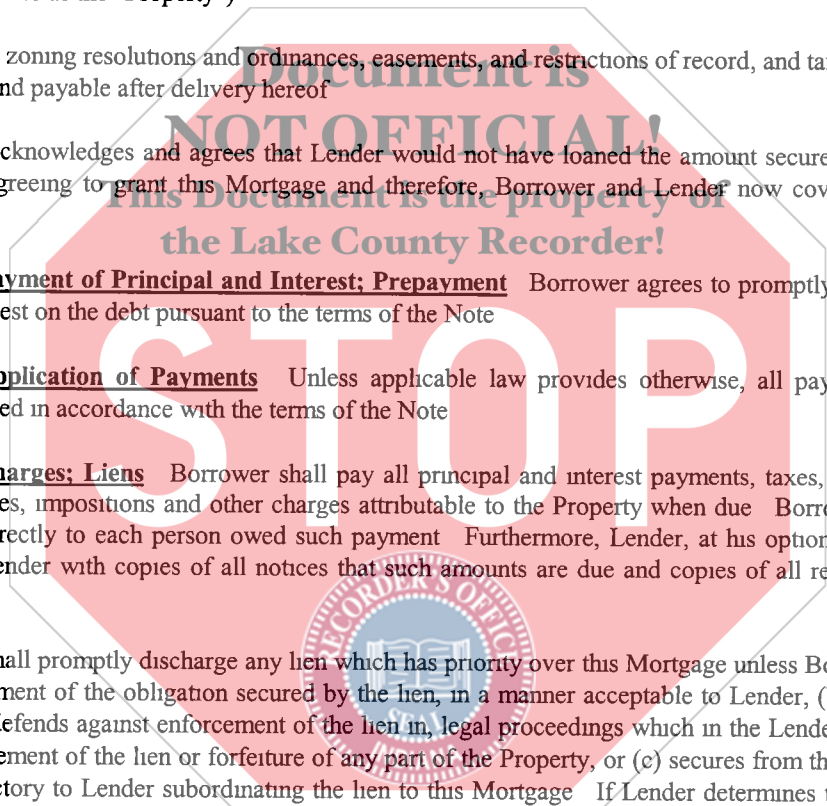 zoning resolutions and ordinances, easements, and restrictions of record, and ta
nd payable after delivery hereof
Document is
NOT OFFICIAL!
cknowledges and agrees that Lender would not have loaned the amount secure
greeing to grant this Mortgage and therefore, Borrower and Lender now cov
This Document is the property of
the Lake County Recorder!
ayment of Principal and Interest; Prepayment Borrower agrees to promptly
est on the debt pursuant to the terms of the Note
STOP
pplication of Payments Unless applicable law provides otherwise, all pay
ed in accordance with the terms of the Note
harges; Liens Borrower shall pay all principal and interest payments, taxes,
es, impositions and other charges attributable to the Property when due Borro
rectly to each person owed such payment Furthermore, Lender, at his option
ender with copies of all notices that such amounts are due and copies of all re
RECORDER'S OFFICE
SEAL
INDIANA
hall promptly discharge any lien which has priority over this Mortgage unless Bo
ment of the obligation secured by the lien, in a manner acceptable to Lender, (
defends against enforcement of the lien in, legal proceedings which in the Lende
ement of the lien or forfeiture of any part of the Property, or (c) secures from th
ctory to Lender subordinating the lien to this Mortgage If Lender determines t